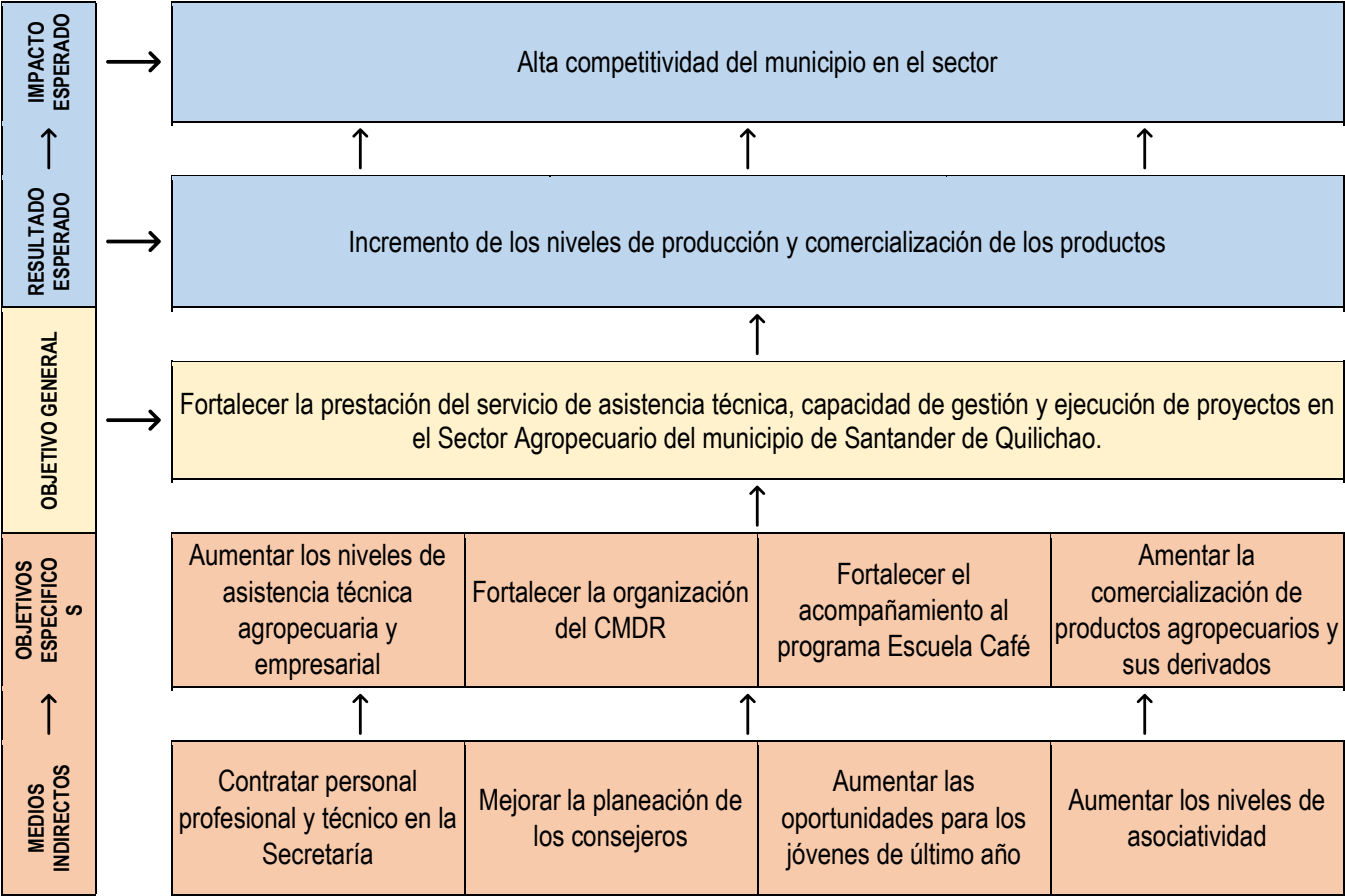 IMPACTO
ESPERADO
Alta competitividad del municipio en el sector
RESULTADO
ESPERADO
Incremento de los niveles de producción y comercialización de los productos
OBJETIVO GENERAL
Fortalecer la prestación del servicio de asistencia técnica, capacidad de gestión y ejecución de proyectos en
el Sector Agropecuario del municipio de Santander de Quilichao.
OBJETIVOS
ESPECIFICO
S
Aumentar los niveles de
asistencia técnica
agropecuaria y
empresarial
Fortalecer la organización
del CMDR
Fortalecer el
acompañamiento al
programa Escuela Café
Amentar la
comercialización de
productos agropecuarios y
sus derivados
MEDIOS
INDIRECTOS
Contratar personal
profesional y técnico en la
Secretaría
Mejorar la planeación de
los consejeros
Aumentar las
oportunidades para los
jóvenes de último año
Aumentar los niveles de
asociatividad